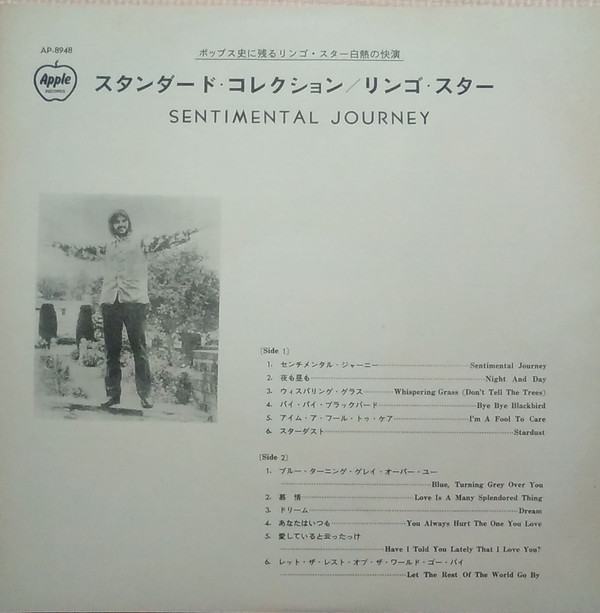 AP-8948
Apple
RECORDS
ポップス史に残るリンゴ・スター白熱の快演
スタンダード・コレクション／リンゴ・スター
SENTIMENTAL JOURNEY
〔Side 1〕
1. センチメンタル・ジャーニー Sentimental Journey
2. 夜も昼も Night And Day
3. ウィスパリング・グラス Whispering Grass (Don't Tell The Trees)
4. バイ・バイ・ブラックバード Bye Bye Blackbird
5. アイム・ア・フール・トゥ・ケア I'm A Fool To Care
6. スターダスト Stardust
〔Side 2〕
1. ブルー・ターニング・グレイ・オーバー・ユー
Blue, Turning Grey Over You
2. 慕情 Love Is A Many Splendored Thing
3. ドリーム Dream
4. あなたはいつも You Always Hurt The One You Love
5. 愛していると云ったっけ
Have I Told You Lately That I Love You?
6. レット・ザ・レスト・オブ・ザ・ワールド・ゴー・バイ
Let The Rest Of The World Go By